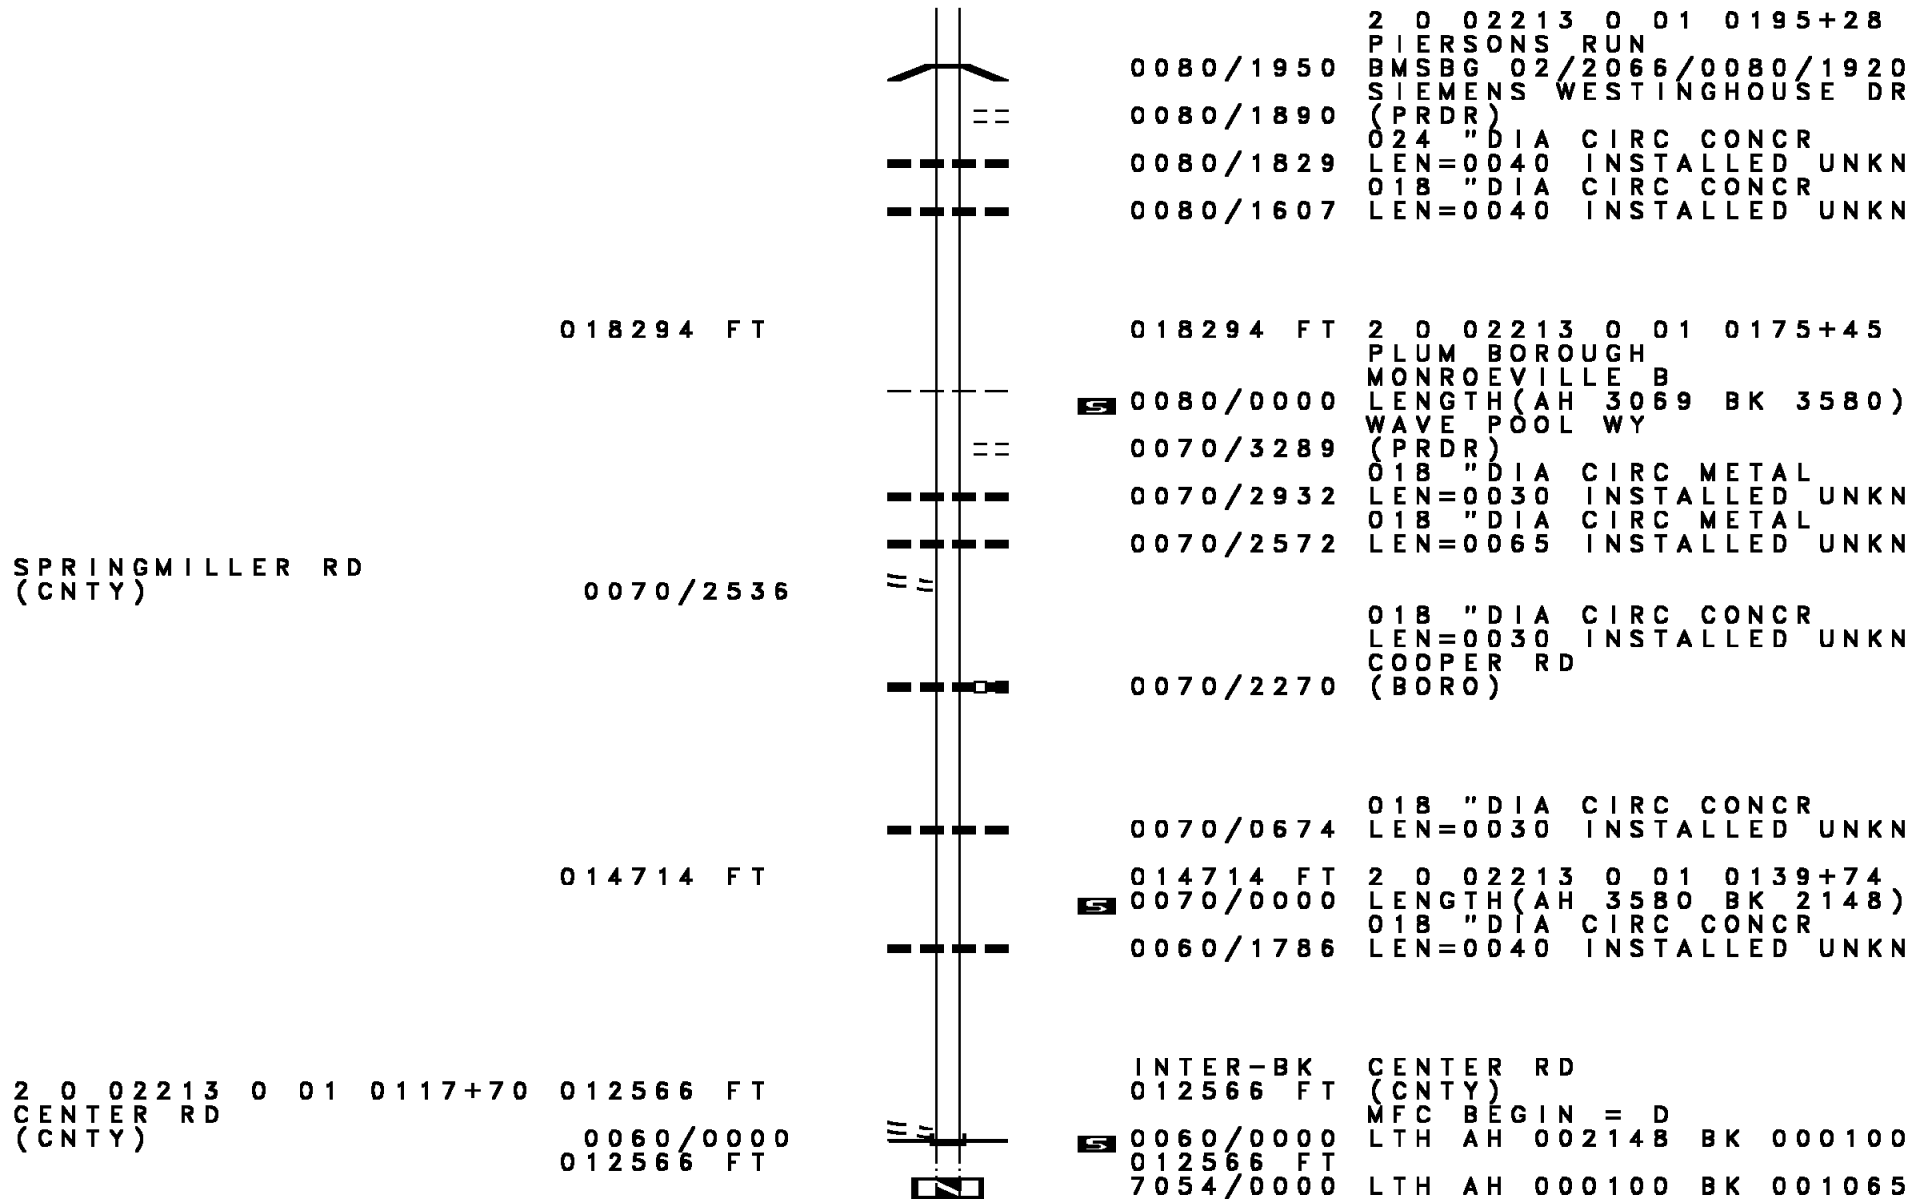 2 0 02213 0 01 0195+28
PIERSONS RUN
0080/1950 BMSBG 02/2066/0080/1920
SIEMENS WESTINGHOUSE DR
0080/1890 (PRDR)
024 "DIA CIRC CONCR
0080/1829 LEN=0040 INSTALLED UNKN
018 "DIA CIRC CONCR
0080/1607 LEN=0040 INSTALLED UNKN
018294 FT 018294 FT 2 0 02213 0 01 0175+45
PLUM BOROUGH
MONROEVILLE B
S 0080/0000 LENGTH(AH 3069 BK 3580)
WAVE POOL WY
0070/3289 (PRDR)
018 "DIA CIRC METAL
0070/2932 LEN=0030 INSTALLED UNKN
018 "DIA CIRC METAL
0070/2572 LEN=0065 INSTALLED UNKN
SPRINGMILLER RD
(CNTY) 0070/2536
018 "DIA CIRC CONCR
LEN=0030 INSTALLED UNKN
COOPER RD
0070/2270 (BORO)
018 "DIA CIRC CONCR
0070/0674 LEN=0030 INSTALLED UNKN
014714 FT 014714 FT 2 0 02213 0 01 0139+74
S 0070/0000 LENGTH(AH 3580 BK 2148)
018 "DIA CIRC CONCR
0060/1786 LEN=0040 INSTALLED UNKN
INTER-BK CENTER RD
2 0 02213 0 01 0117+70 012566 FT 012566 FT (CNTY)
CENTER RD MFC BEGIN = D
(CNTY) 0060/0000 S 0060/0000 LTH AH 002148 BK 000100
012566 FT 012566 FT
7054/0000 LTH AH 000100 BK 001065